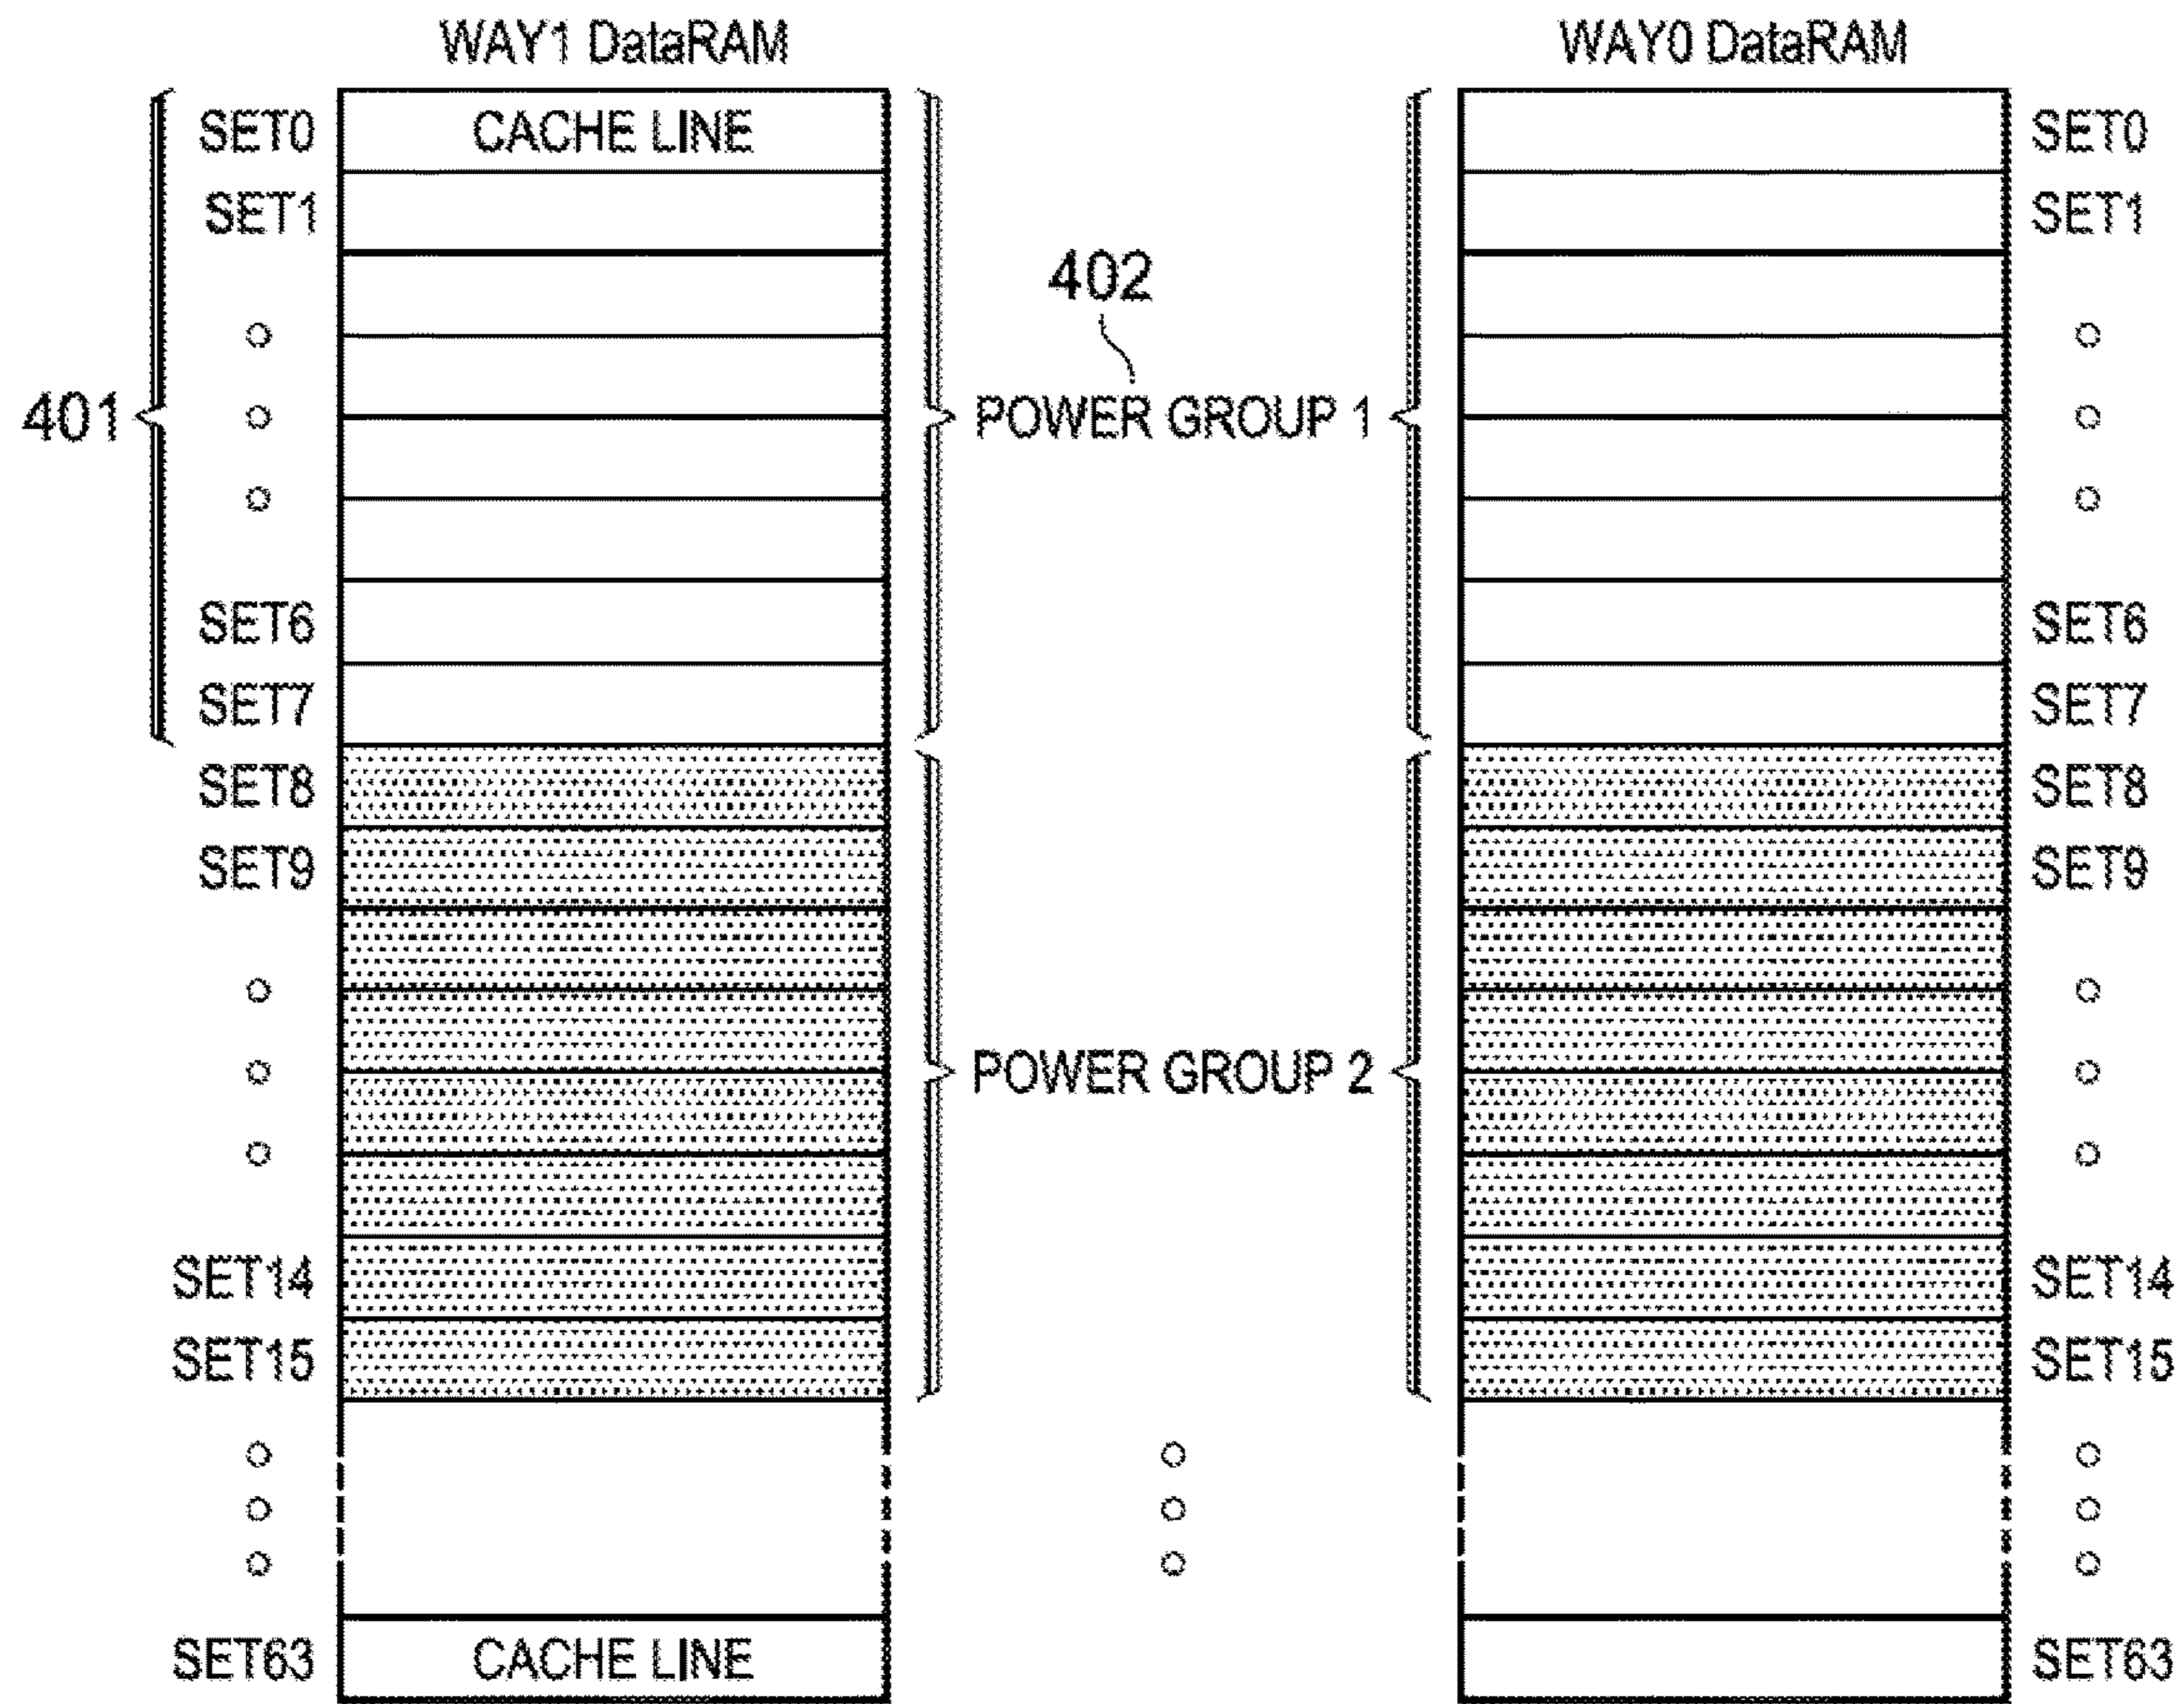 WAY1 DataRAM WAY0 DataRAM
SET0 CACHE LINE SET0
SET1 SET1
402
401 POWER GROUP 1
SET6 SET6
SET7 SET7
SET8 SET8
SET9 SET9
POWER GROUP 2
SET14 SET14
SET15 SET15
SET63 CACHE LINE SET63